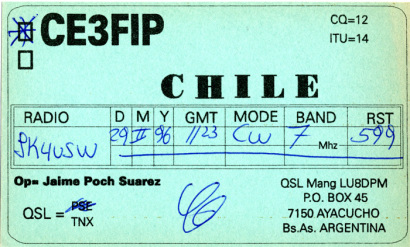 CE3FIP
CQ=12
ITU=14
CHILE
RADIO D M Y GMT MODE BAND RST
SK4USW 29 II 96 1123 CW 7 Mhz 599
Op= Jaime Poch Suarez
QSL = PSE
TNX
QSL Mang LU8DPM
P.O. BOX 45
7150 AYACUCHO
Bs.As. ARGENTINA